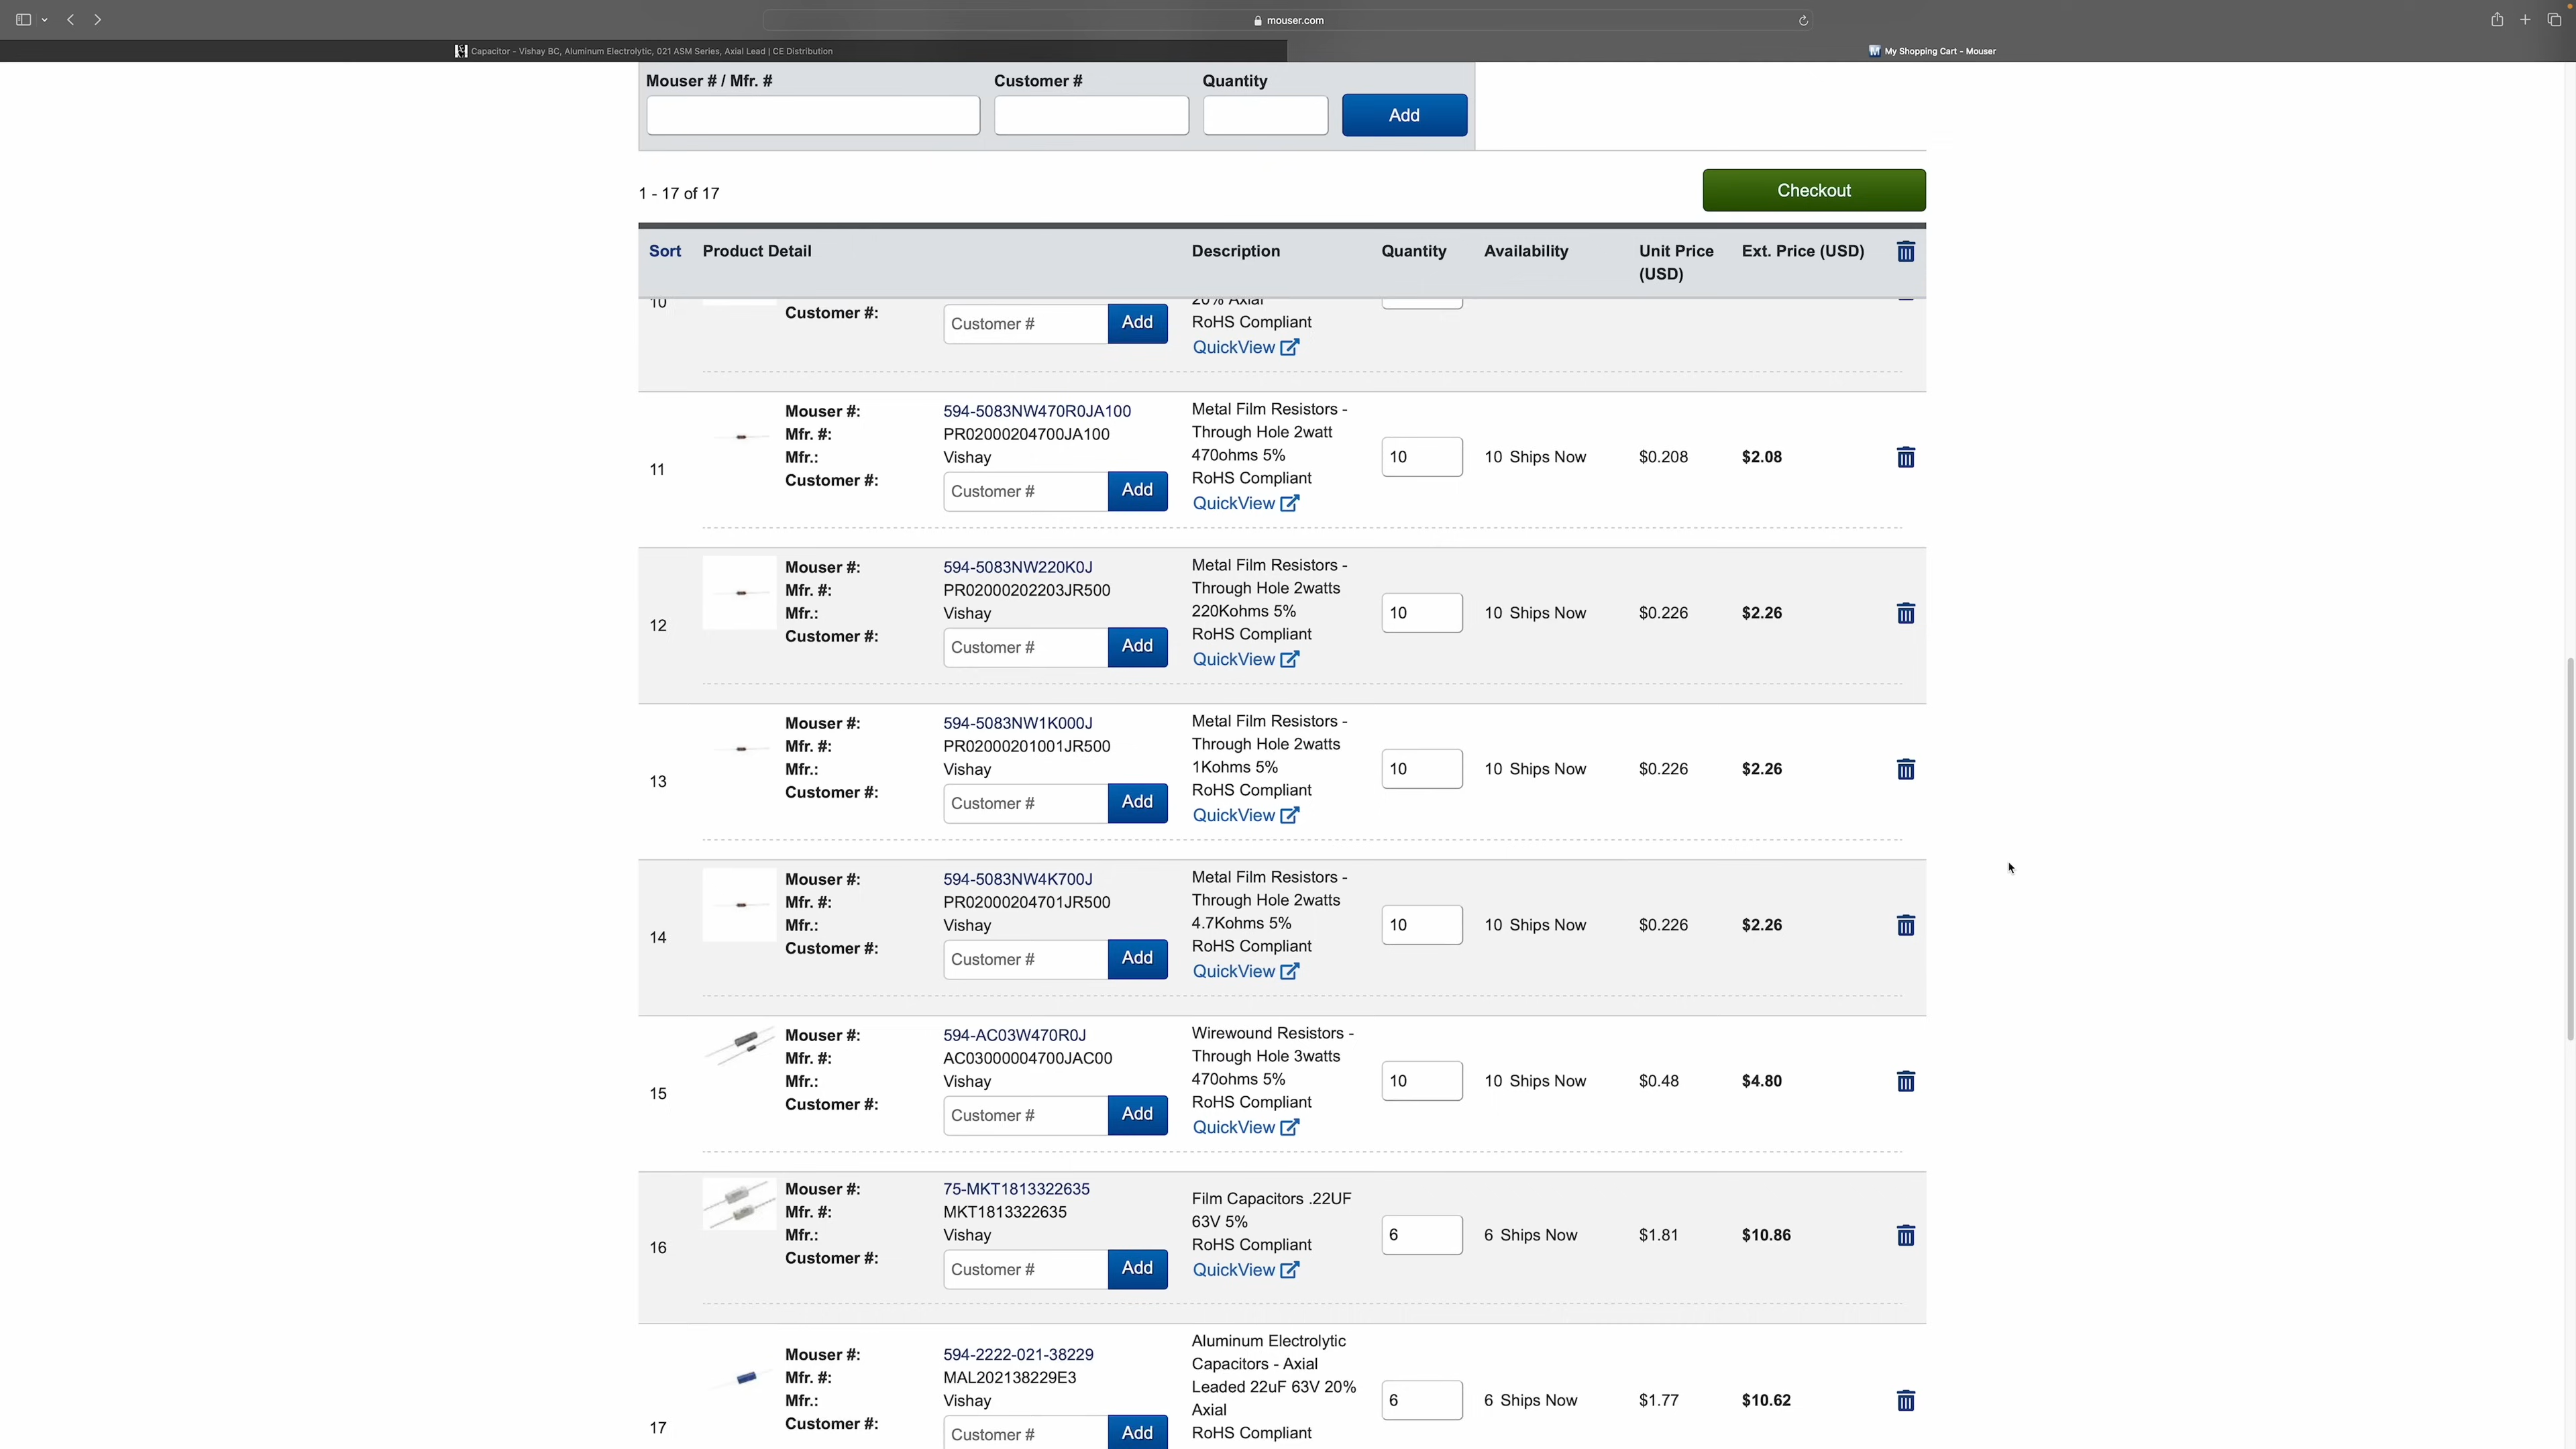 mouser.com
Capacitor - Vishay BC, Aluminum Electrolytic, 021 ASM Series, Axial Lead | CE Distribution
My Shopping Cart - Mouser
Mouser # / Mfr. # Customer # Quantity
Add
1 - 17 of 17
Checkout
Sort Product Detail Description Quantity Availability Unit Price (USD) Ext. Price (USD)
10
Customer #:
Customer # Add
20% Axial
RoHS Compliant
QuickView
11
Mouser #: 594-5083NW470R0JA100
Mfr. #: PR02000204700JA100
Mfr.: Vishay
Customer #:
Customer # Add
Metal Film Resistors -
Through Hole 2watt
470ohms 5%
RoHS Compliant
QuickView
10
10 Ships Now
$0.208
$2.08
12
Mouser #: 594-5083NW220K0J
Mfr. #: PR02000202203JR500
Mfr.: Vishay
Customer #:
Customer # Add
Metal Film Resistors -
Through Hole 2watts
220Kohms 5%
RoHS Compliant
QuickView
10
10 Ships Now
$0.226
$2.26
13
Mouser #: 594-5083NW1K000J
Mfr. #: PR02000201001JR500
Mfr.: Vishay
Customer #:
Customer # Add
Metal Film Resistors -
Through Hole 2watts
1Kohms 5%
RoHS Compliant
QuickView
10
10 Ships Now
$0.226
$2.26
14
Mouser #: 594-5083NW4K700J
Mfr. #: PR02000204701JR500
Mfr.: Vishay
Customer #:
Customer # Add
Metal Film Resistors -
Through Hole 2watts
4.7Kohms 5%
RoHS Compliant
QuickView
10
10 Ships Now
$0.226
$2.26
15
Mouser #: 594-AC03W470R0J
Mfr. #: AC03000004700JAC00
Mfr.: Vishay
Customer #:
Customer # Add
Wirewound Resistors -
Through Hole 3watts
470ohms 5%
RoHS Compliant
QuickView
10
10 Ships Now
$0.48
$4.80
16
Mouser #: 75-MKT1813322635
Mfr. #: MKT1813322635
Mfr.: Vishay
Customer #:
Customer # Add
Film Capacitors .22UF
63V 5%
RoHS Compliant
QuickView
6
6 Ships Now
$1.81
$10.86
17
Mouser #: 594-2222-021-38229
Mfr. #: MAL202138229E3
Mfr.: Vishay
Customer #:
Customer # Add
Aluminum Electrolytic
Capacitors - Axial
Leaded 22uF 63V 20%
Axial
RoHS Compliant
6
6 Ships Now
$1.77
$10.62